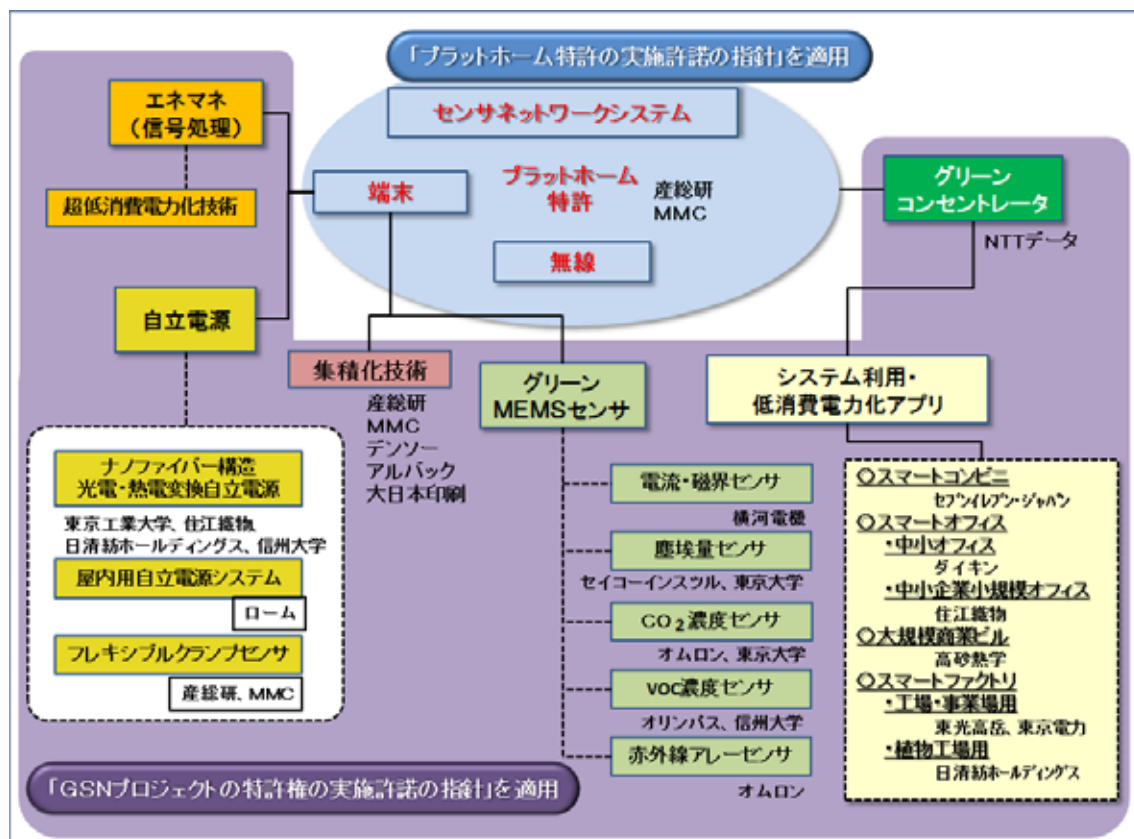 「プラットホーム特許の実施許諾の指針」を適用
センサネットワークシステム
プラットホーム
特許
産総研
MMC
端末
無線
エネマネ
(信号処理)
超低消費電力化技術
自立電源
グリーン
コンセントレータ
NTTデータ
集積化技術
産総研
MMC
デンソー
アルバック
大日本印刷
グリーン
MEMSセンサ
システム利用・
低消費電力化アプリ
ナノファイバー構造
光電・熱電変換自立電源
東京工業大学、住江織物、
日清紡ホールディングス、信州大学
屋内用自立電源システム
ローム
フレキシブルクランプセンサ
産総研、MMC
電流・磁界センサ
横河電機
塵埃量センサ
セイコーインスツル、東京大学
CO₂濃度センサ
オムロン、東京大学
VOC濃度センサ
オリンパス、信州大学
赤外線アレーセンサ
オムロン
○スマートコンビニ
セブンイレブン・ジャパン
○スマートオフィス
・中小オフィス
ダイキン
・中小企業小規模オフィス
住江織物
○大規模商業ビル
高砂熱学
○スマートファクトリ
・工場・事業場用
東光高岳、東京電力
・植物工場用
日清紡ホールディングス
「GSNプロジェクトの特許権の実施許諾の指針」を適用